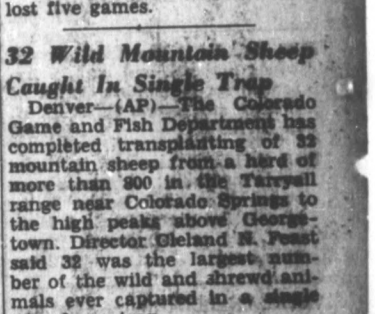 lost five games.
32 Wild Mountain Sheep
Caught In Single Trap
Denver—(AP)—The Colorado
Game and Fish Department has
completed transplanting of 32
mountain sheep from a herd of
more than 800 in the Tarryall
range near Colorado Springs to
the high peaks above George-
town. Director Cleland N. Feast
said 32 was the largest num-
ber of the wild and shrewd ani-
mals ever captured in a single